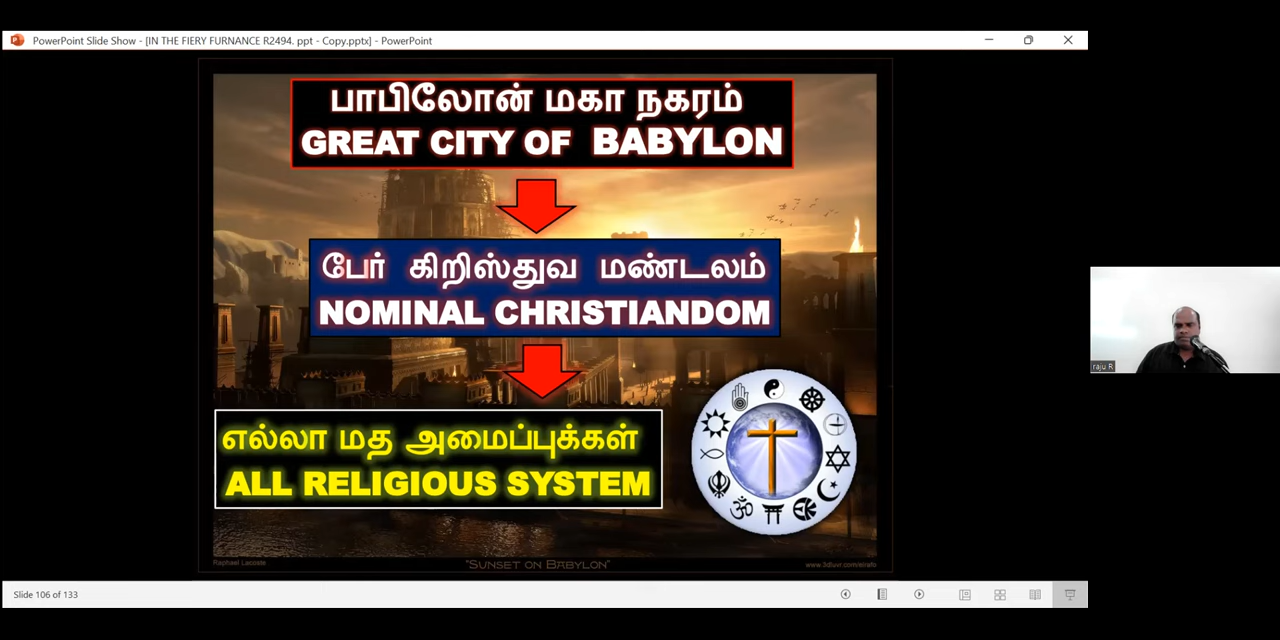 PowerPoint Slide Show - [IN THE FIERY FURNANCE R2494. ppt - Copy.pptx] - PowerPoint
பாபிலோன் மகா நகரம்
GREAT CITY OF BABYLON
பேர் கிறிஸ்துவ மண்டலம்
NOMINAL CHRISTIANDOM
எல்லா மத அமைப்புக்கள்
ALL RELIGIOUS SYSTEM
Raphael Lacoste
"SUNSET ON BABYLON"
raju R
Slide 106 of 133